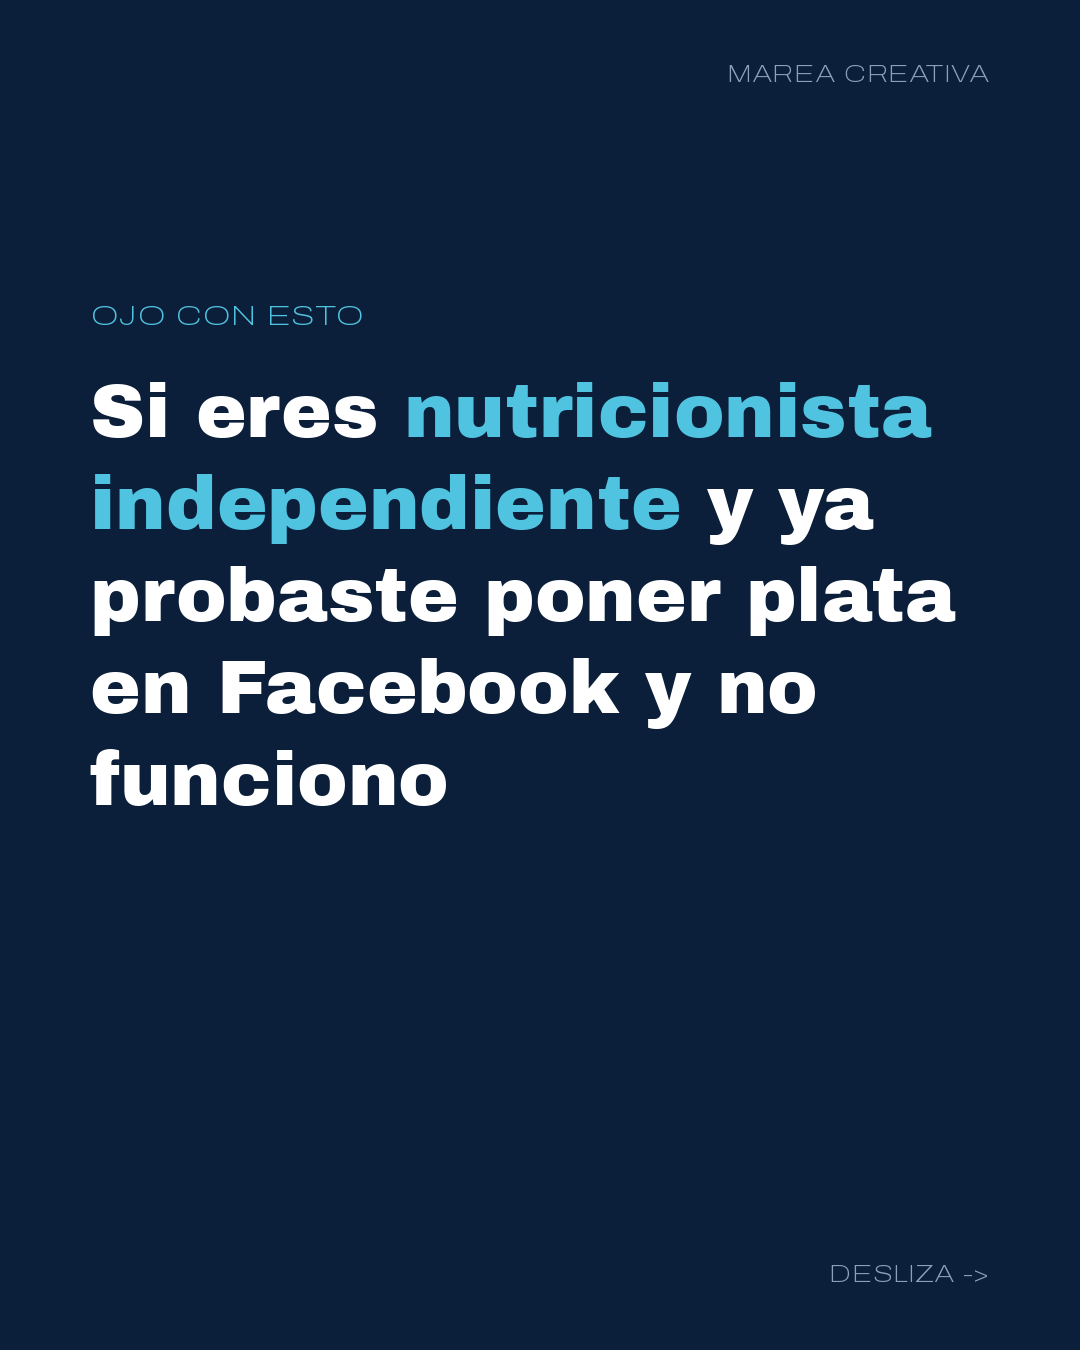 MAREA CREATIVA
OJO CON ESTO
Si eres nutricionista
independiente y ya
probaste poner plata
en Facebook y no
funciono
DESLIZA ->